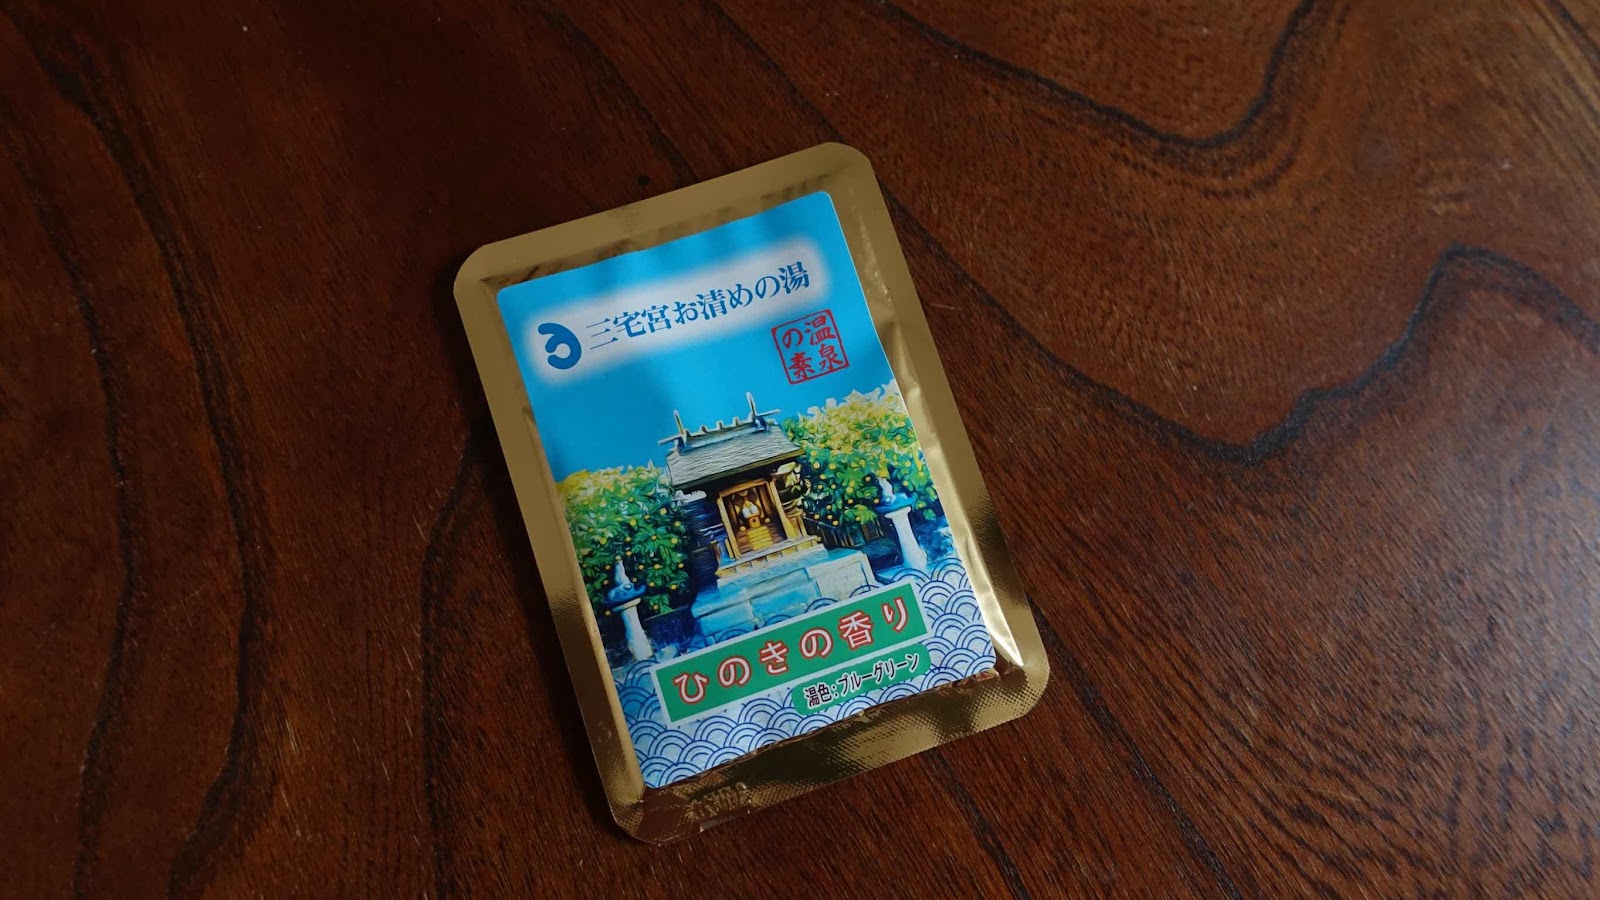 三宅宮お清めの湯
温泉
の素
ひのきの香り
湯色：ブルーグリーン